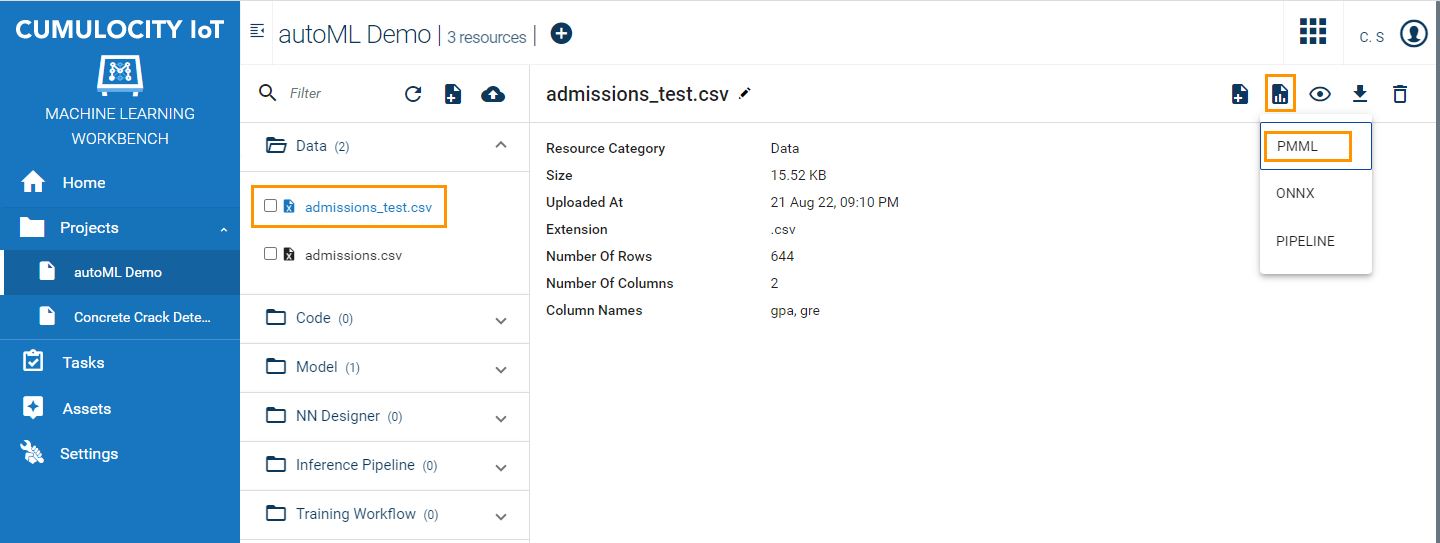 CUMULOCITY IoT
MACHINE LEARNING
WORKBENCH
Home
Projects
autoML Demo
Concrete Crack Dete...
Tasks
Assets
Settings
autoML Demo | 3 resources |
C. S
Filter
Data (2)
admissions_test.csv
admissions.csv
Code (0)
Model (1)
NN Designer (0)
Inference Pipeline (0)
Training Workflow (0)
admissions_test.csv
Resource Category Data
Size 15.52 KB
Uploaded At 21 Aug 22, 09:10 PM
Extension .csv
Number Of Rows 644
Number Of Columns 2
Column Names gpa, gre
PMML
ONNX
PIPELINE